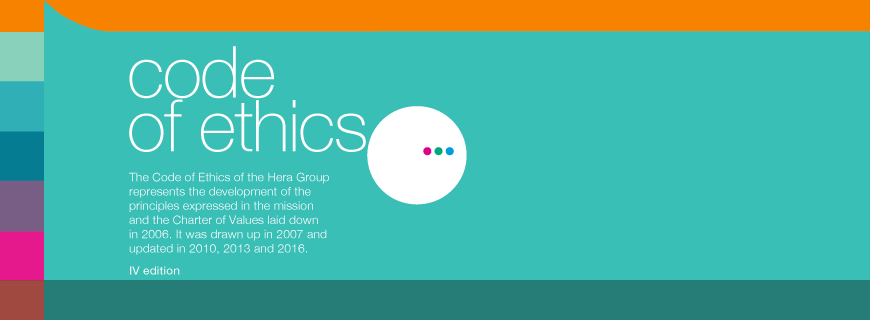 code
of ethics
The Code of Ethics of the Hera Group
represents the development of the
principles expressed in the mission
and the Charter of Values laid down
in 2006. It was drawn up in 2007 and
updated in 2010, 2013 and 2016.
IV edition